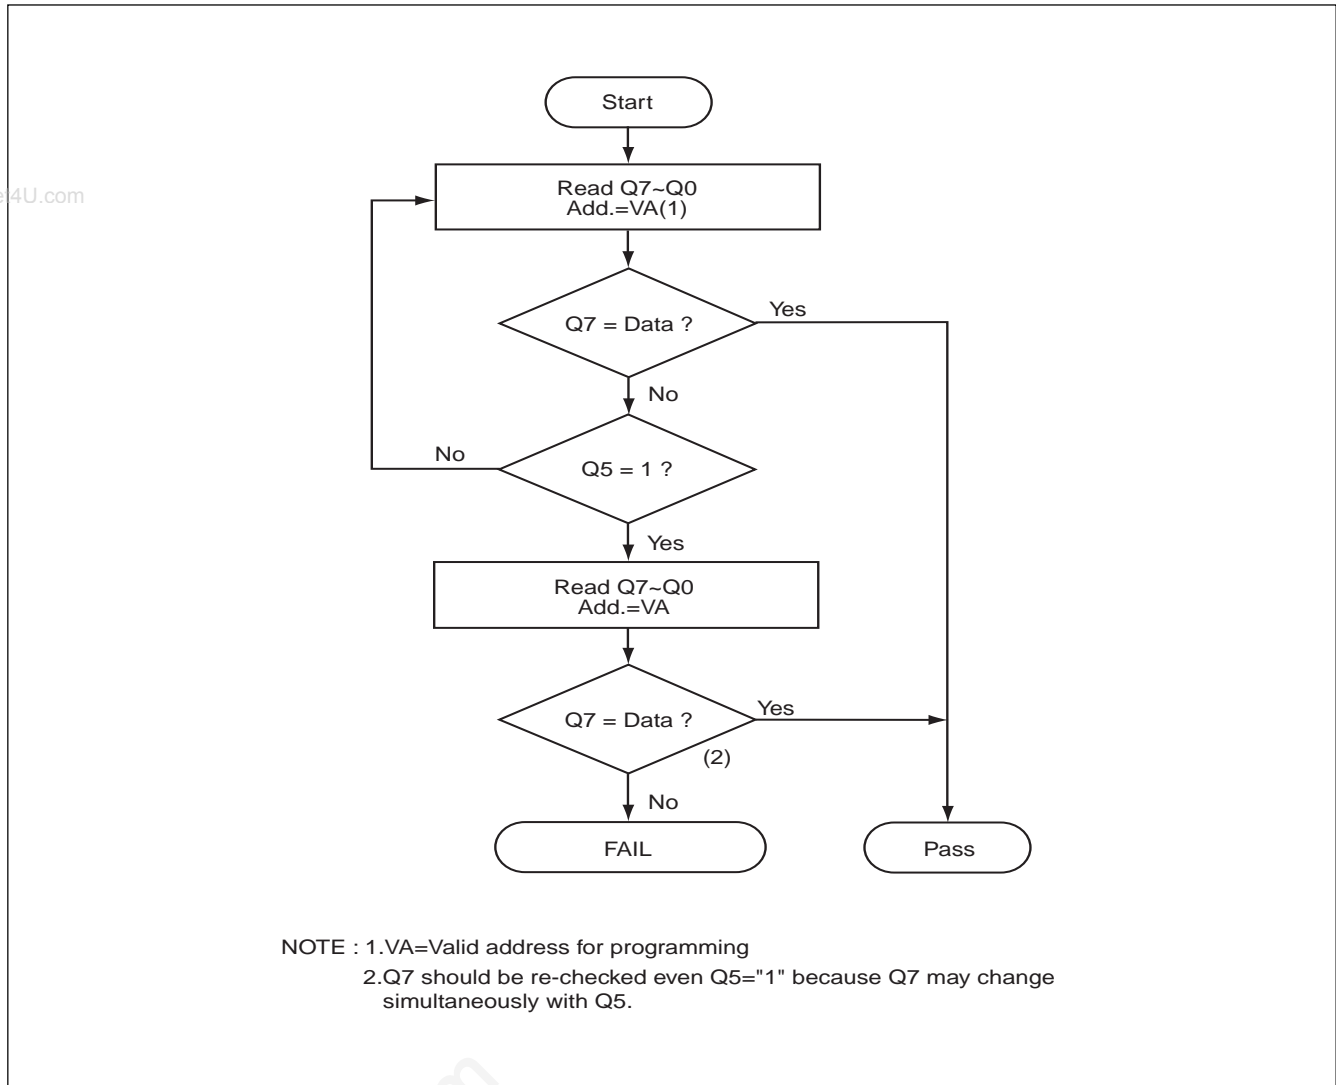 Start
et4U.com
Read Q7~Q0
Add.=VA(1)
Q7 = Data ?
Yes
No
No
Q5 = 1 ?
Yes
Read Q7~Q0
Add.=VA
Q7 = Data ?
Yes
(2)
No
FAIL
Pass
NOTE : 1.VA=Valid address for programming
2.Q7 should be re-checked even Q5="1" because Q7 may change
simultaneously with Q5.